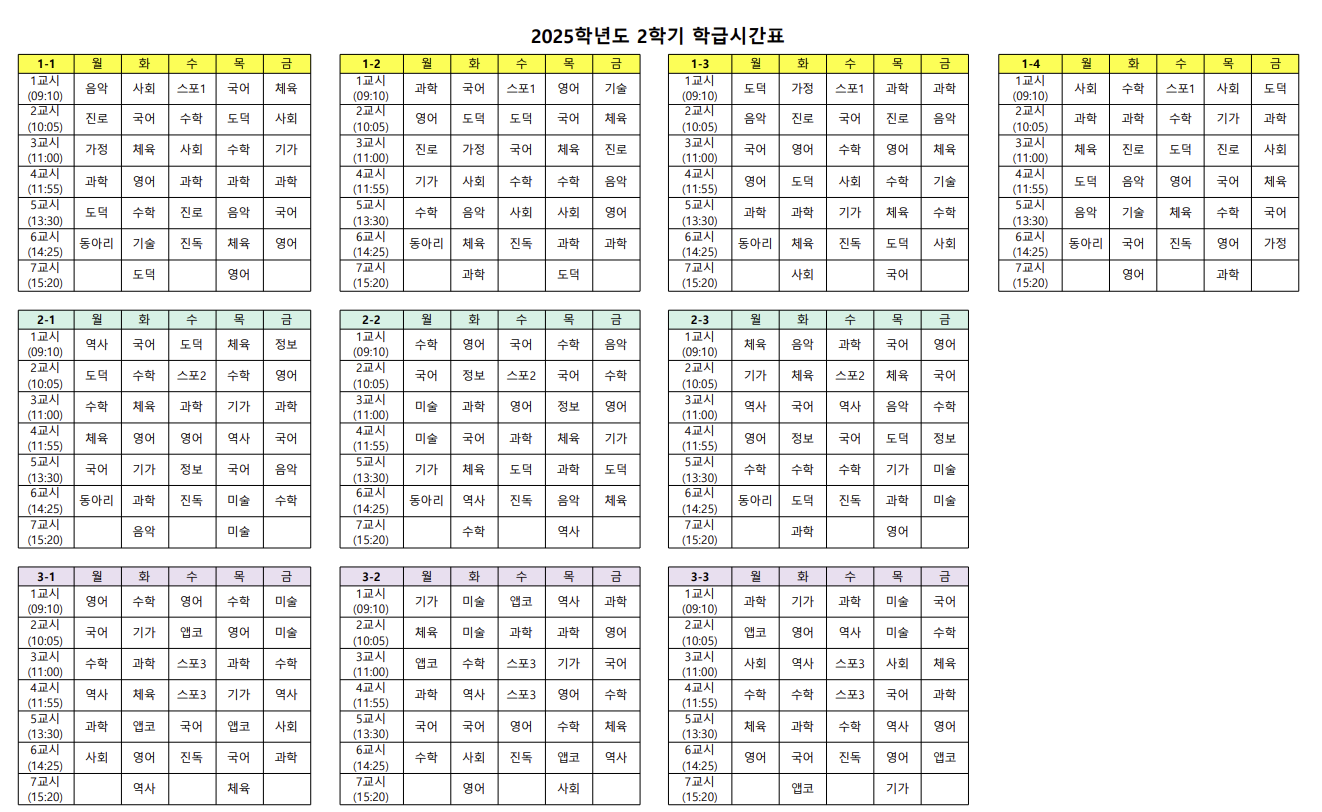 2025학년도 2학기 학급시간표
1-1 월 화 수 목 금
1교시 (09:10) 음악 사회 스포1 국어 체육
2교시 (10:05) 진로 국어 수학 도덕 사회
3교시 (11:00) 가정 체육 사회 수학 기가
4교시 (11:55) 과학 영어 과학 과학 과학
5교시 (13:30) 도덕 수학 진로 음악 국어
6교시 (14:25) 동아리 기술 진독 체육 영어
7교시 (15:20) 도덕 영어
1-2 월 화 수 목 금
1교시 (09:10) 과학 국어 스포1 영어 기술
2교시 (10:05) 영어 도덕 도덕 국어 체육
3교시 (11:00) 진로 가정 국어 체육 진로
4교시 (11:55) 기가 사회 수학 수학 음악
5교시 (13:30) 수학 음악 사회 사회 영어
6교시 (14:25) 동아리 체육 진독 과학 과학
7교시 (15:20) 과학 도덕
1-3 월 화 수 목 금
1교시 (09:10) 도덕 가정 스포1 과학 과학
2교시 (10:05) 음악 진로 국어 진로 음악
3교시 (11:00) 국어 영어 수학 영어 체육
4교시 (11:55) 영어 도덕 사회 수학 기술
5교시 (13:30) 과학 과학 기가 체육 수학
6교시 (14:25) 동아리 체육 진독 도덕 사회
7교시 (15:20) 사회 국어
1-4 월 화 수 목 금
1교시 (09:10) 사회 수학 스포1 사회 도덕
2교시 (10:05) 과학 과학 수학 기가 과학
3교시 (11:00) 체육 진로 도덕 진로 사회
4교시 (11:55) 도덕 음악 영어 국어 체육
5교시 (13:30) 음악 기술 체육 수학 국어
6교시 (14:25) 동아리 국어 진독 영어 가정
7교시 (15:20) 영어 과학
2-1 월 화 수 목 금
1교시 (09:10) 역사 국어 도덕 체육 정보
2교시 (10:05) 도덕 수학 스포2 수학 영어
3교시 (11:00) 수학 체육 과학 기가 과학
4교시 (11:55) 체육 영어 영어 역사 국어
5교시 (13:30) 국어 기가 정보 국어 음악
6교시 (14:25) 동아리 과학 진독 미술 수학
7교시 (15:20) 음악 미술
2-2 월 화 수 목 금
1교시 (09:10) 수학 영어 국어 수학 음악
2교시 (10:05) 국어 정보 스포2 국어 수학
3교시 (11:00) 미술 과학 영어 정보 영어
4교시 (11:55) 미술 국어 과학 체육 기가
5교시 (13:30) 기가 체육 도덕 과학 도덕
6교시 (14:25) 동아리 역사 진독 음악 체육
7교시 (15:20) 수학 역사
2-3 월 화 수 목 금
1교시 (09:10) 체육 음악 과학 국어 영어
2교시 (10:05) 기가 체육 스포2 체육 국어
3교시 (11:00) 역사 국어 역사 음악 수학
4교시 (11:55) 영어 정보 국어 도덕 정보
5교시 (13:30) 수학 수학 수학 기가 미술
6교시 (14:25) 동아리 도덕 진독 과학 미술
7교시 (15:20) 과학 영어
3-1 월 화 수 목 금
1교시 (09:10) 영어 수학 영어 수학 미술
2교시 (10:05) 국어 기가 앱코 영어 미술
3교시 (11:00) 수학 과학 스포3 과학 수학
4교시 (11:55) 역사 체육 스포3 기가 역사
5교시 (13:30) 과학 앱코 국어 앱코 사회
6교시 (14:25) 사회 영어 진독 국어 과학
7교시 (15:20) 역사 체육
3-2 월 화 수 목 금
1교시 (09:10) 기가 미술 앱코 역사 과학
2교시 (10:05) 체육 미술 과학 과학 영어
3교시 (11:00) 앱코 수학 스포3 기가 국어
4교시 (11:55) 과학 역사 스포3 영어 수학
5교시 (13:30) 국어 국어 영어 수학 체육
6교시 (14:25) 수학 사회 진독 앱코 역사
7교시 (15:20) 영어 사회
3-3 월 화 수 목 금
1교시 (09:10) 과학 기가 과학 미술 국어
2교시 (10:05) 앱코 영어 역사 미술 수학
3교시 (11:00) 사회 역사 스포3 사회 체육
4교시 (11:55) 수학 수학 스포3 국어 과학
5교시 (13:30) 체육 과학 수학 역사 영어
6교시 (14:25) 영어 국어 진독 영어 앱코
7교시 (15:20) 앱코 기가